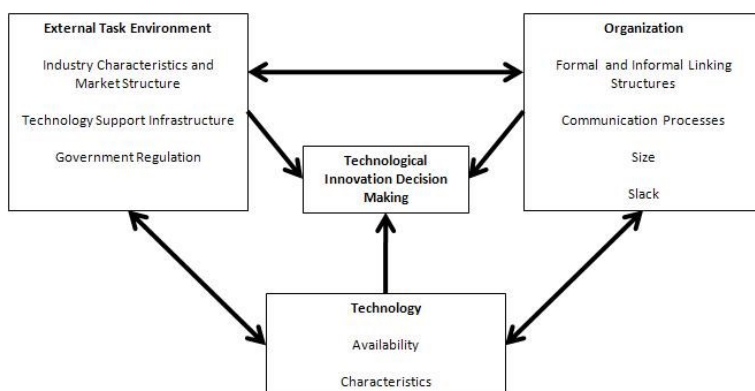 External Task Environment
Industry Characteristics and
Market Structure
Technology Support Infrastructure
Government Regulation
Organization
Formal and Informal Linking
Structures
Communication Processes
Size
Slack
Technological
Innovation Decision
Making
Technology
Availability
Characteristics